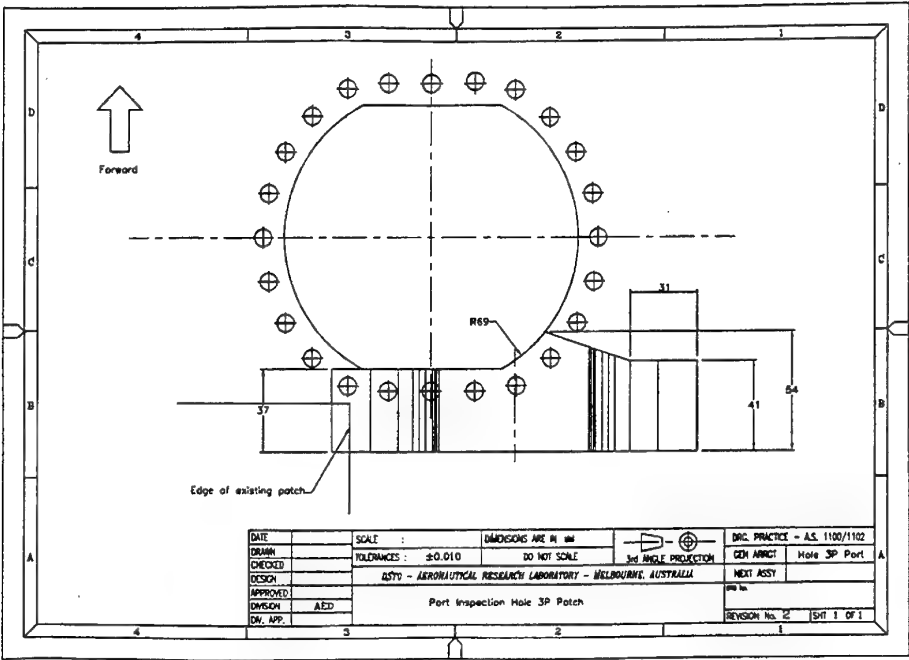 4 3 2 1
D D
Forward
C C
31
R69
B B
37 41 54
Edge of existing patch
A A
DATE
DRAWN
CHECKED
DESIGN
APPROVED
DIVISION AED
DIV. APP.
SCALE : DIMENSIONS ARE IN mm
TOLERANCES : ±0.010 DO NOT SCALE
3rd ANGLE PROJECTION
DSTO - AERONAUTICAL RESEARCH LABORATORY - MELBOURNE, AUSTRALIA
Port Inspection Hole 3P Patch
DRG. PRACTICE - A.S. 1100/1102
GEN ARRGT Hole 3P Port
NEXT ASSY
REVISION No. 2 SHT 1 OF 1
4 3 2 1